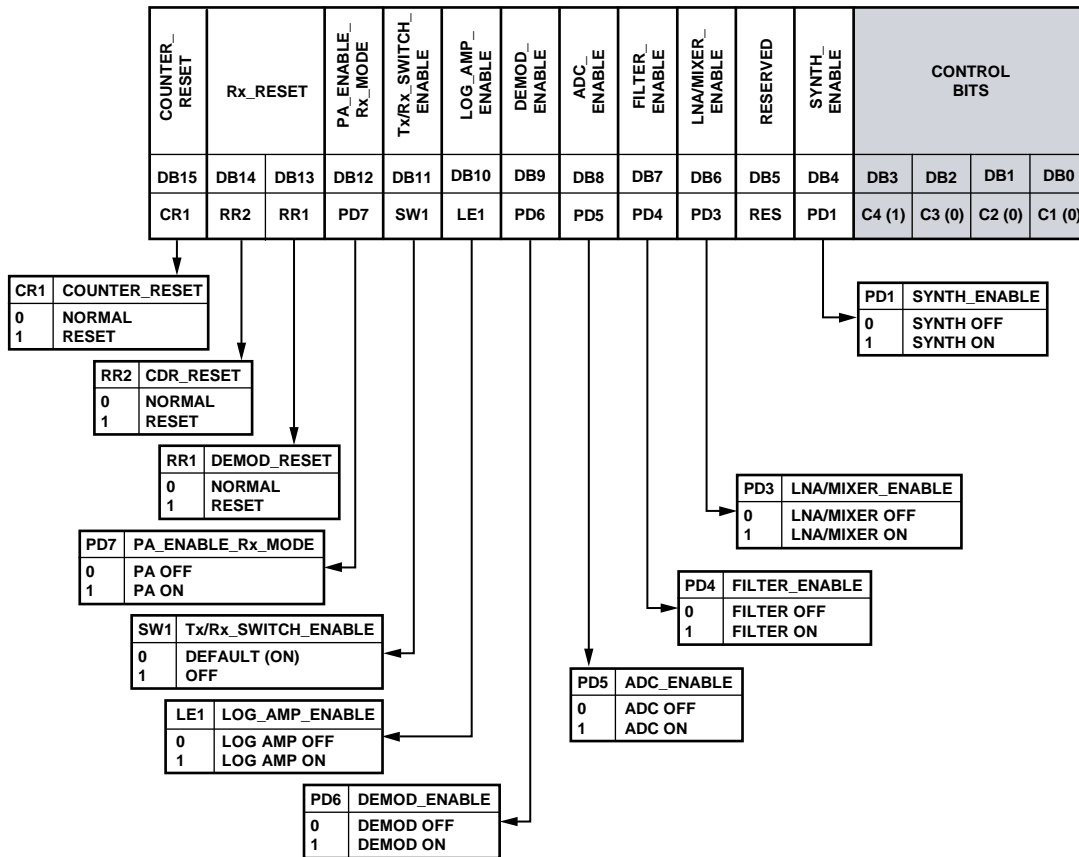 COUNTER_
RESET
Rx_RESET
PA_ENABLE_
Rx_MODE
Tx/Rx_SWITCH_
ENABLE
LOG_AMP_
ENABLE
DEMOD_
ENABLE
ADC_
ENABLE
FILTER_
ENABLE
LNA/MIXER_
ENABLE
RESERVED
SYNTH_
ENABLE
CONTROL
BITS
DB15 DB14 DB13 DB12 DB11 DB10 DB9 DB8 DB7 DB6 DB5 DB4 DB3 DB2 DB1 DB0
CR1 RR2 RR1 PD7 SW1 LE1 PD6 PD5 PD4 PD3 RES PD1 C4 (1) C3 (0) C2 (0) C1 (0)
CR1 COUNTER_RESET
0 NORMAL
1 RESET
PD1 SYNTH_ENABLE
0 SYNTH OFF
1 SYNTH ON
RR2 CDR_RESET
0 NORMAL
1 RESET
RR1 DEMOD_RESET
0 NORMAL
1 RESET
PD3 LNA/MIXER_ENABLE
0 LNA/MIXER OFF
1 LNA/MIXER ON
PD7 PA_ENABLE_Rx_MODE
0 PA OFF
1 PA ON
PD4 FILTER_ENABLE
0 FILTER OFF
1 FILTER ON
SW1 Tx/Rx_SWITCH_ENABLE
0 DEFAULT (ON)
1 OFF
PD5 ADC_ENABLE
0 ADC OFF
1 ADC ON
LE1 LOG_AMP_ENABLE
0 LOG AMP OFF
1 LOG AMP ON
PD6 DEMOD_ENABLE
0 DEMOD OFF
1 DEMOD ON